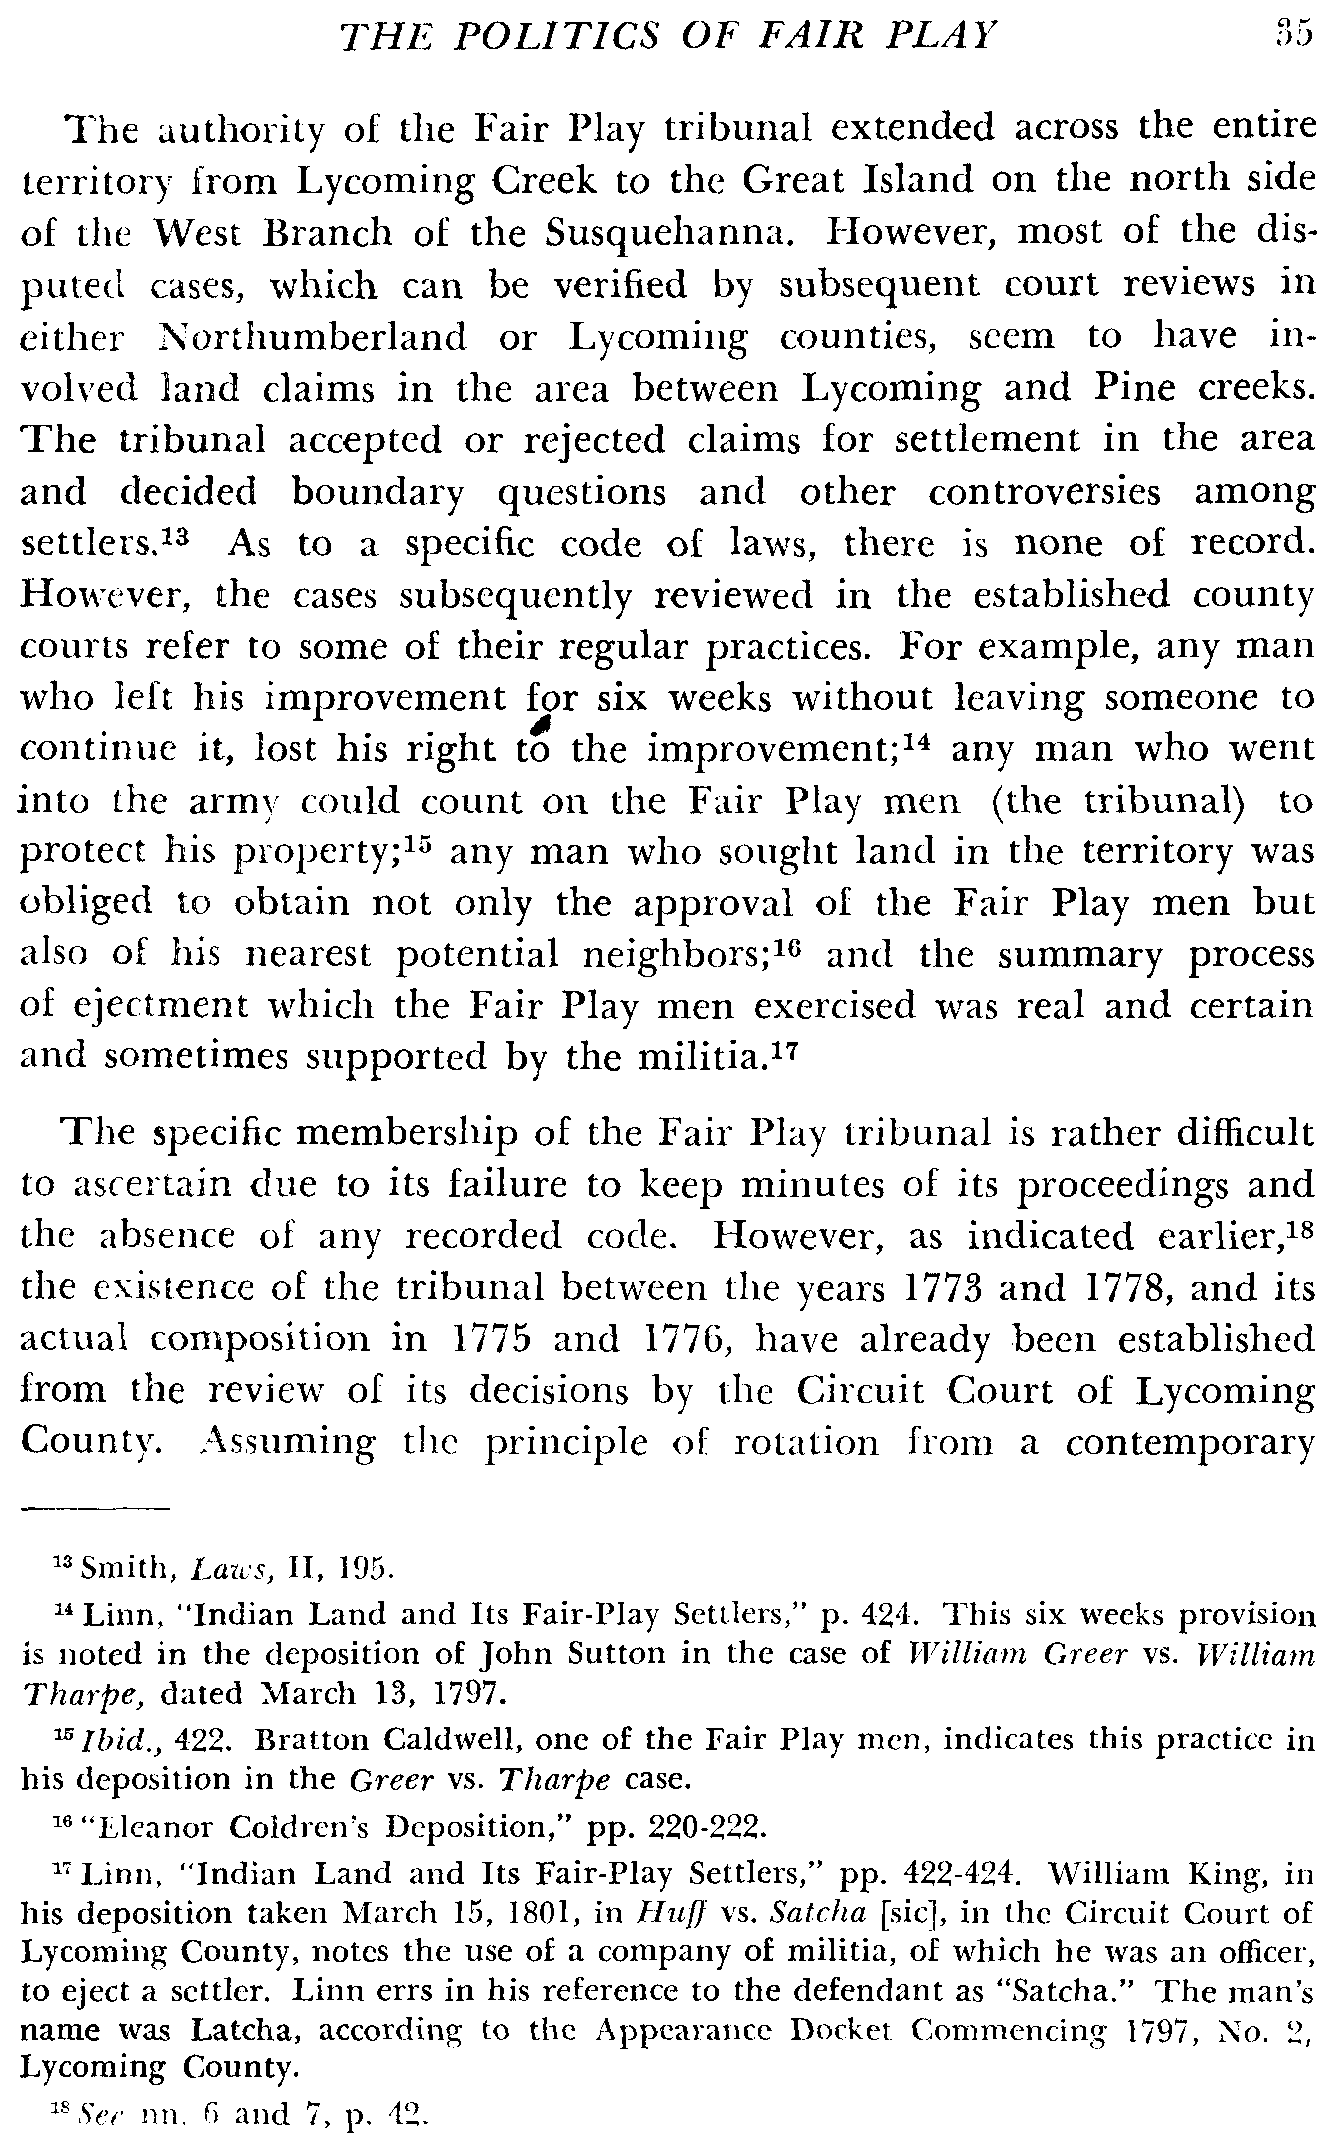 THE POLITICS OF FAIR PLAY 35
The authority of the Fair Play tribunal extended across the entire
territory from Lycoming Creek to the Great Island on the north side
of the West Branch of the Susquehanna. However, most of the dis-
puted cases, which can be verified by subsequent court reviews in
either Northumberland or Lycoming counties, seem to have in-
volved land claims in the area between Lycoming and Pine creeks.
The tribunal accepted or rejected claims for settlement in the area
and decided boundary questions and other controversies among
settlers.¹³ As to a specific code of laws, there is none of record.
However, the cases subsequently reviewed in the established county
courts refer to some of their regular practices. For example, any man
who left his improvement for six weeks without leaving someone to
continue it, lost his right to the improvement;¹⁴ any man who went
into the army could count on the Fair Play men (the tribunal) to
protect his property;¹⁵ any man who sought land in the territory was
obliged to obtain not only the approval of the Fair Play men but
also of his nearest potential neighbors;¹⁶ and the summary process
of ejectment which the Fair Play men exercised was real and certain
and sometimes supported by the militia.¹⁷
The specific membership of the Fair Play tribunal is rather difficult
to ascertain due to its failure to keep minutes of its proceedings and
the absence of any recorded code. However, as indicated earlier,¹⁸
the existence of the tribunal between the years 1773 and 1778, and its
actual composition in 1775 and 1776, have already been established
from the review of its decisions by the Circuit Court of Lycoming
County. Assuming the principle of rotation from a contemporary
¹³ Smith, Laws, II, 195.
¹⁴ Linn, "Indian Land and Its Fair-Play Settlers," p. 424. This six weeks provision
is noted in the deposition of John Sutton in the case of William Greer vs. William
Tharpe, dated March 13, 1797.
¹⁵ Ibid., 422. Bratton Caldwell, one of the Fair Play men, indicates this practice in
his deposition in the Greer vs. Tharpe case.
¹⁶ "Eleanor Coldren's Deposition," pp. 220-222.
¹⁷ Linn, "Indian Land and Its Fair-Play Settlers," pp. 422-424. William King, in
his deposition taken March 15, 1801, in Huff vs. Satcha [sic], in the Circuit Court of
Lycoming County, notes the use of a company of militia, of which he was an officer,
to eject a settler. Linn errs in his reference to the defendant as "Satcha." The man's
name was Latcha, according to the Appearance Docket Commencing 1797, No. 2,
Lycoming County.
¹⁸ See nn. 6 and 7, p. 42.